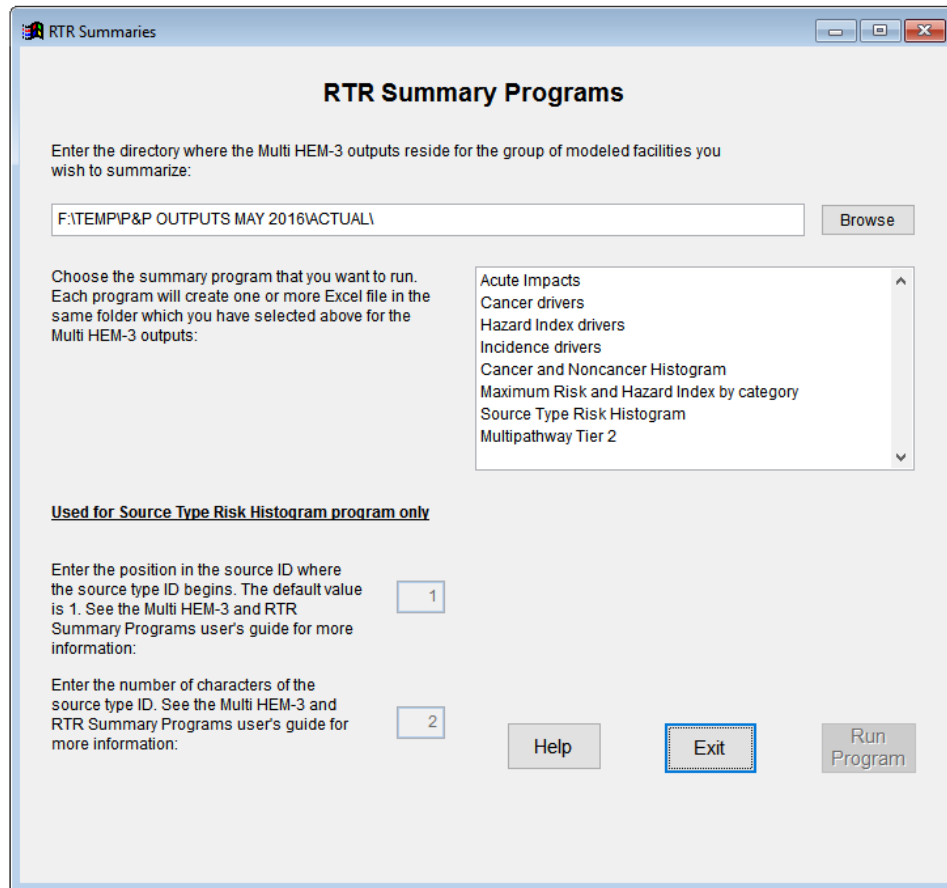 RTR Summaries
RTR Summary Programs
Enter the directory where the Multi HEM-3 outputs reside for the group of modeled facilities you
wish to summarize:
F:\TEMP\P&P OUTPUTS MAY 2016\ACTUAL\
Browse
Choose the summary program that you want to run.
Each program will create one or more Excel file in the
same folder which you have selected above for the
Multi HEM-3 outputs:
Acute Impacts
Cancer drivers
Hazard Index drivers
Incidence drivers
Cancer and Noncancer Histogram
Maximum Risk and Hazard Index by category
Source Type Risk Histogram
Multipathway Tier 2
Used for Source Type Risk Histogram program only
Enter the position in the source ID where
the source type ID begins. The default value
is 1. See the Multi HEM-3 and RTR
Summary Programs user's guide for more
information:
1
Enter the number of characters of the
source type ID. See the Multi HEM-3 and
RTR Summary Programs user's guide for
more information:
2
Help
Exit
Run
Program